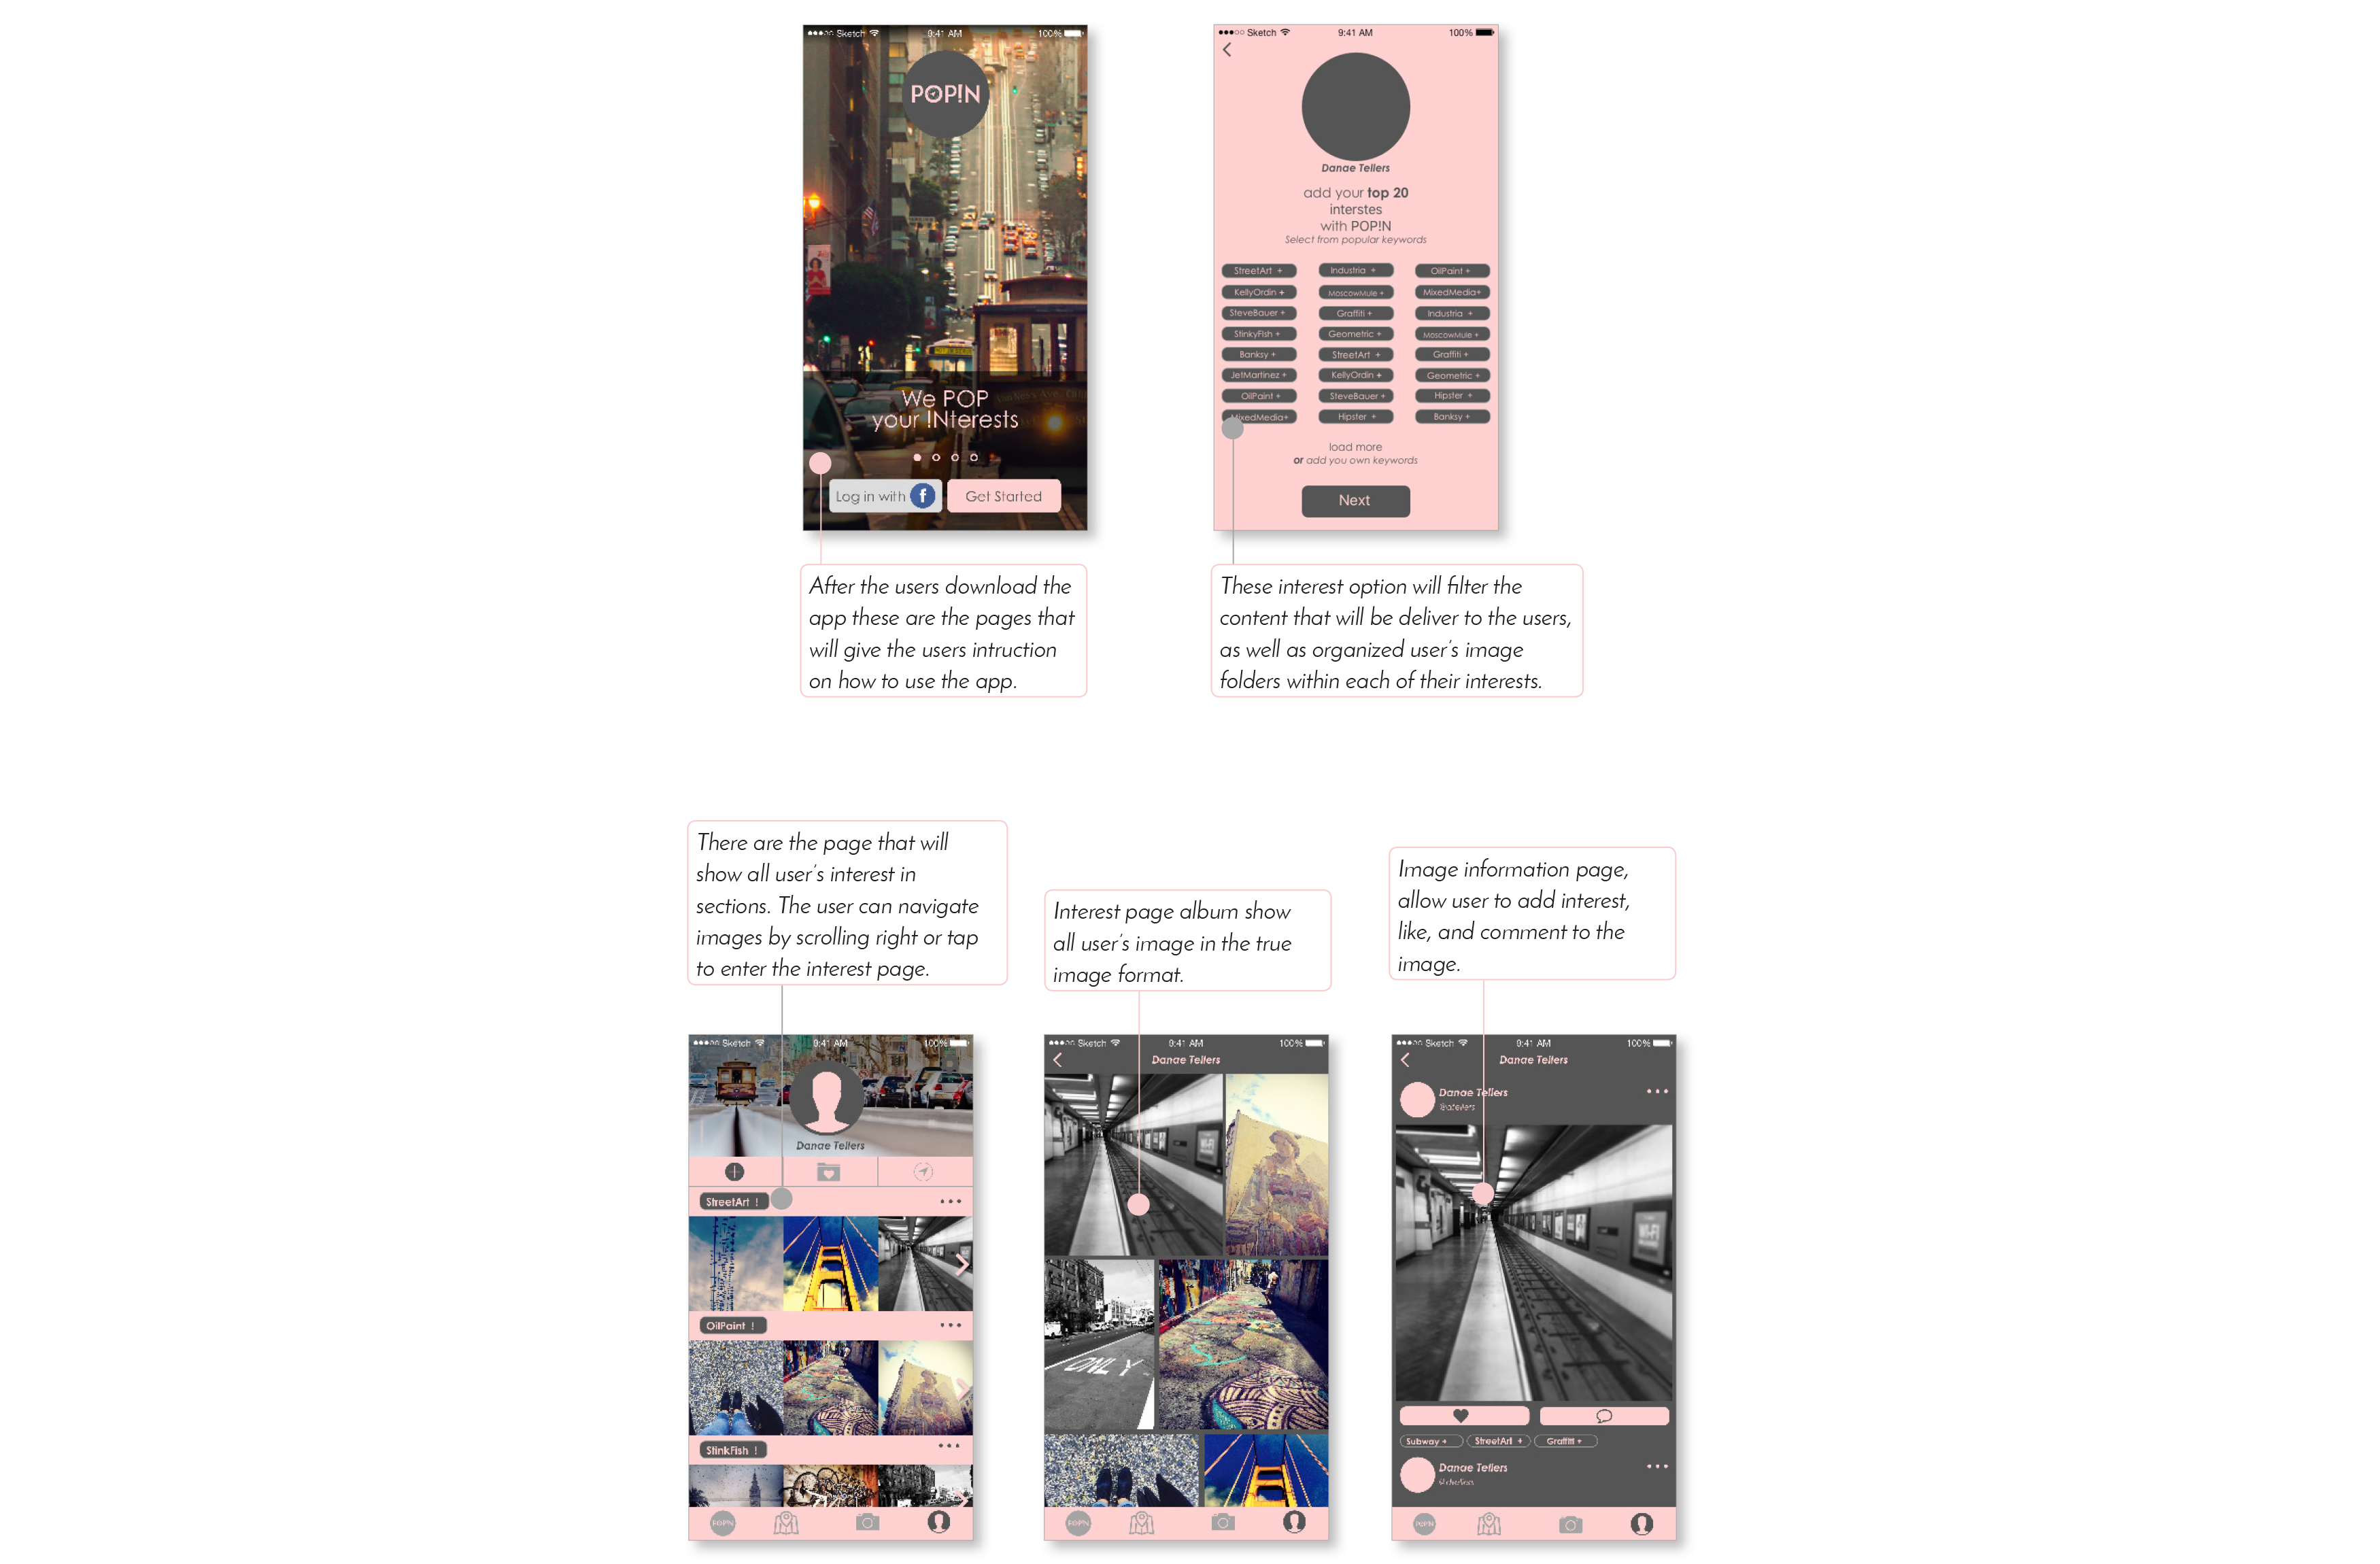 Sketch 9:41 AM 100%
POP!N
We POP
your !Nterests
Log in with f Get Started
Sketch 9:41 AM 100%
Danae Tellers
add your top 20
interstes
with POP!N
Select from popular keywords
StreetArt + Industria + OilPaint +
KellyOrdin + MoscowMule + MixedMedia+
SteveBauer + Graffiti + Industria +
StinkyFIsh + Geometric + MoscowMule +
Banksy + StreetArt + Graffiti +
JetMartinez + KellyOrdin + Geometric +
OilPaint + SteveBauer + Hipster +
MixedMedia+ Hipster + Banksy +
load more
or add you own keywords
Next
After the users download the
app these are the pages that
will give the users intruction
on how to use the app.
These interest option will filter the
content that will be deliver to the users,
as well as organized user's image
folders within each of their interests.
There are the page that will
show all user's interest in
sections. The user can navigate
images by scrolling right or tap
to enter the interest page.
Interest page album show
all user's image in the true
image format.
Image information page,
allow user to add interest,
like, and comment to the
image.
Sketch 9:41 AM 100%
Danae Tellers
StreetArt !
OilPaint !
StinkFish !
POP!N
Sketch 9:41 AM 100%
Danae Tellers
ONLY
POP!N
Sketch 9:41 AM 100%
Danae Tellers
Danae Tellers
WI-FI
Subway + StreetArt + Graffiti +
Danae Tellers
POP!N